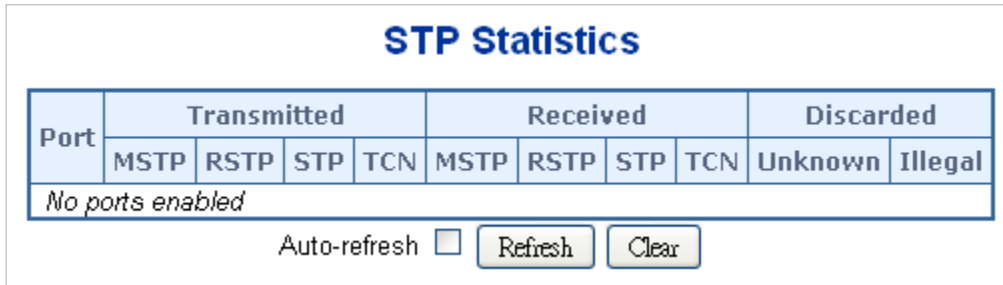 STP Statistics
Port Transmitted Received Discarded
MSTP RSTP STP TCN MSTP RSTP STP TCN Unknown Illegal
No ports enabled
Auto-refresh Refresh Clear